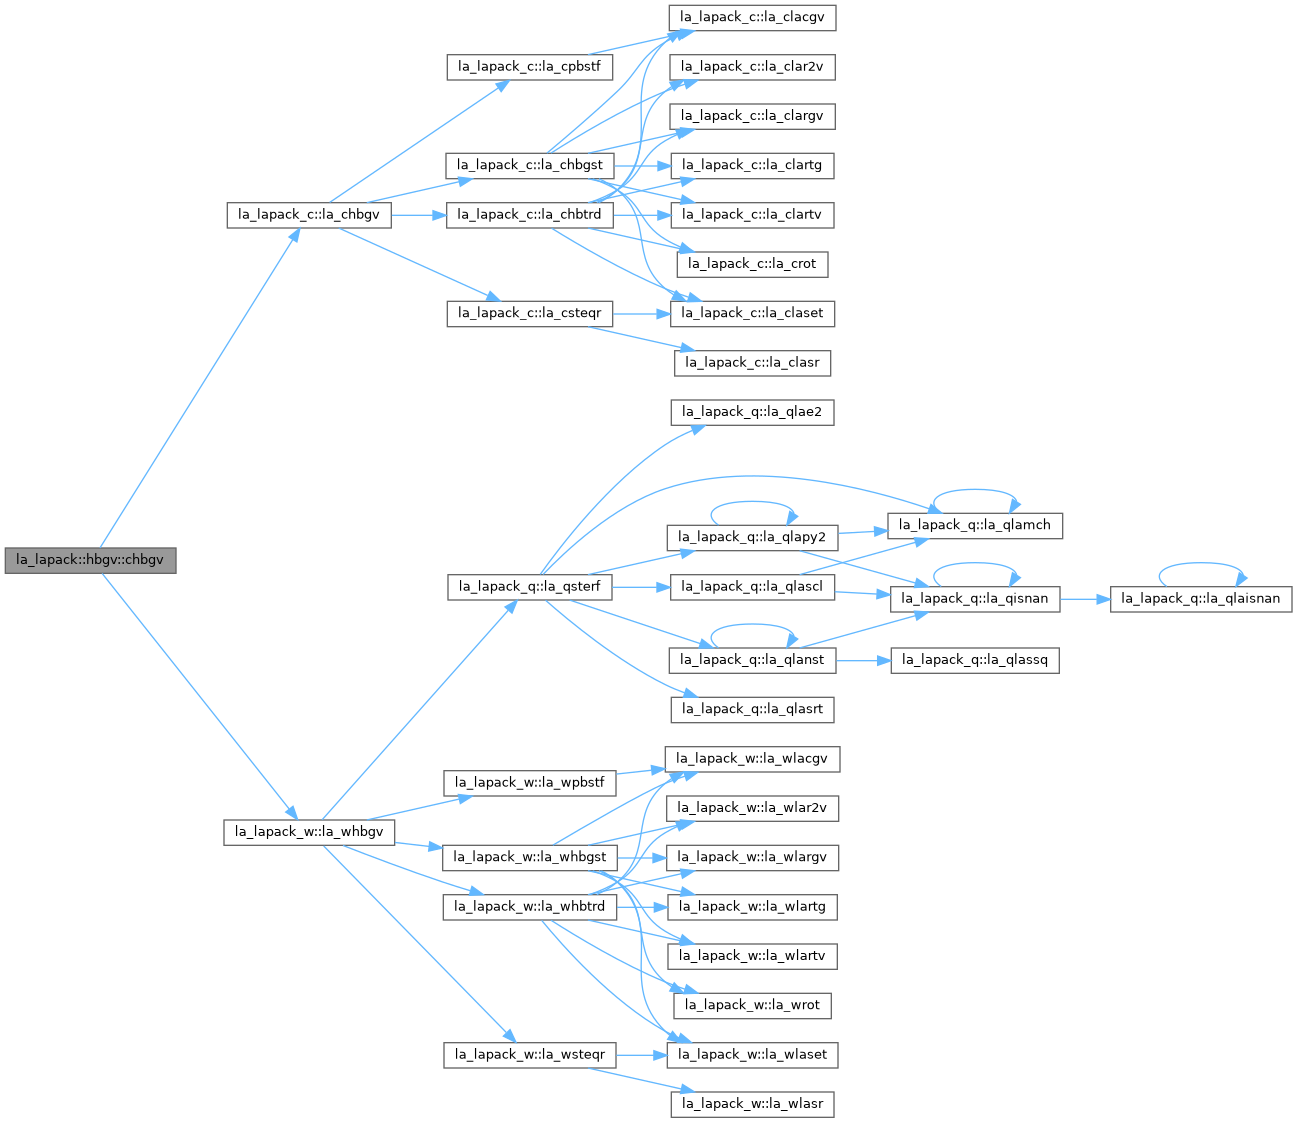 la_lapack::hbgv::chbgv
la_lapack_c::la_chbgv
la_lapack_w::la_whbgv
la_lapack_c::la_cpbstf
la_lapack_c::la_chbgst
la_lapack_c::la_chbtrd
la_lapack_c::la_csteqr
la_lapack_q::la_qsterf
la_lapack_w::la_wpbstf
la_lapack_w::la_whbgst
la_lapack_w::la_whbtrd
la_lapack_w::la_wsteqr
la_lapack_c::la_clacgv
la_lapack_c::la_clar2v
la_lapack_c::la_clargv
la_lapack_c::la_clartg
la_lapack_c::la_clartv
la_lapack_c::la_crot
la_lapack_c::la_claset
la_lapack_c::la_clasr
la_lapack_q::la_qlae2
la_lapack_q::la_qlapy2
la_lapack_q::la_qlascl
la_lapack_q::la_qlanst
la_lapack_q::la_qlasrt
la_lapack_w::la_wlacgv
la_lapack_w::la_wlar2v
la_lapack_w::la_wlargv
la_lapack_w::la_wlartg
la_lapack_w::la_wlartv
la_lapack_w::la_wrot
la_lapack_w::la_wlaset
la_lapack_w::la_wlasr
la_lapack_q::la_qlamch
la_lapack_q::la_qisnan
la_lapack_q::la_qlassq
la_lapack_q::la_qlaisnan